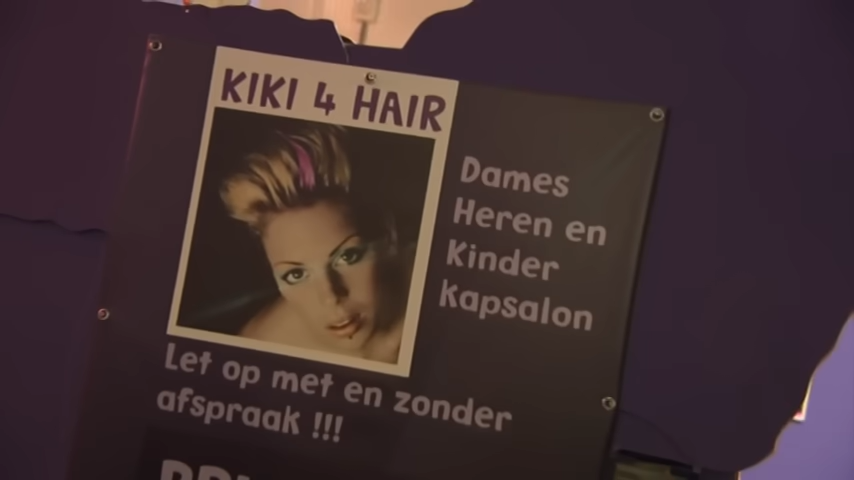 KIKI 4 HAIR
Dames
Heren en
Kinder
kapsalon
Let op met en zonder
afspraak !!!